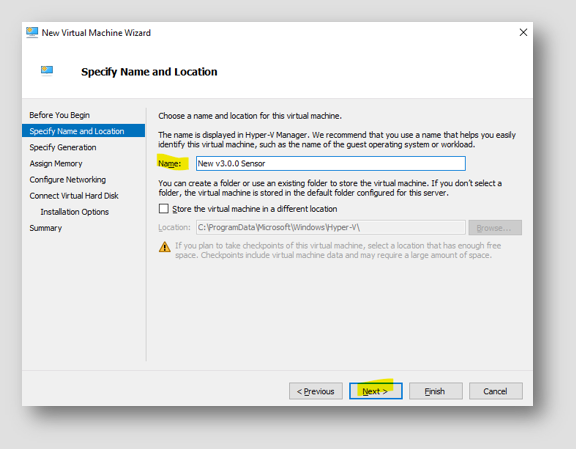 New Virtual Machine Wizard
Specify Name and Location
Before You Begin
Specify Name and Location
Specify Generation
Assign Memory
Configure Networking
Connect Virtual Hard Disk
Installation Options
Summary
Choose a name and location for this virtual machine.
The name is displayed in Hyper-V Manager. We recommend that you use a name that helps you easily
identify this virtual machine, such as the name of the guest operating system or workload.
Name: New v3.0.0 Sensor
You can create a folder or use an existing folder to store the virtual machine. If you don't select a
folder, the virtual machine is stored in the default folder configured for this server.
Store the virtual machine in a different location
Location: C:\ProgramData\Microsoft\Windows\Hyper-V\ Browse...
If you plan to take checkpoints of this virtual machine, select a location that has enough free
space. Checkpoints include virtual machine data and may require a large amount of space.
< Previous Next > Finish Cancel